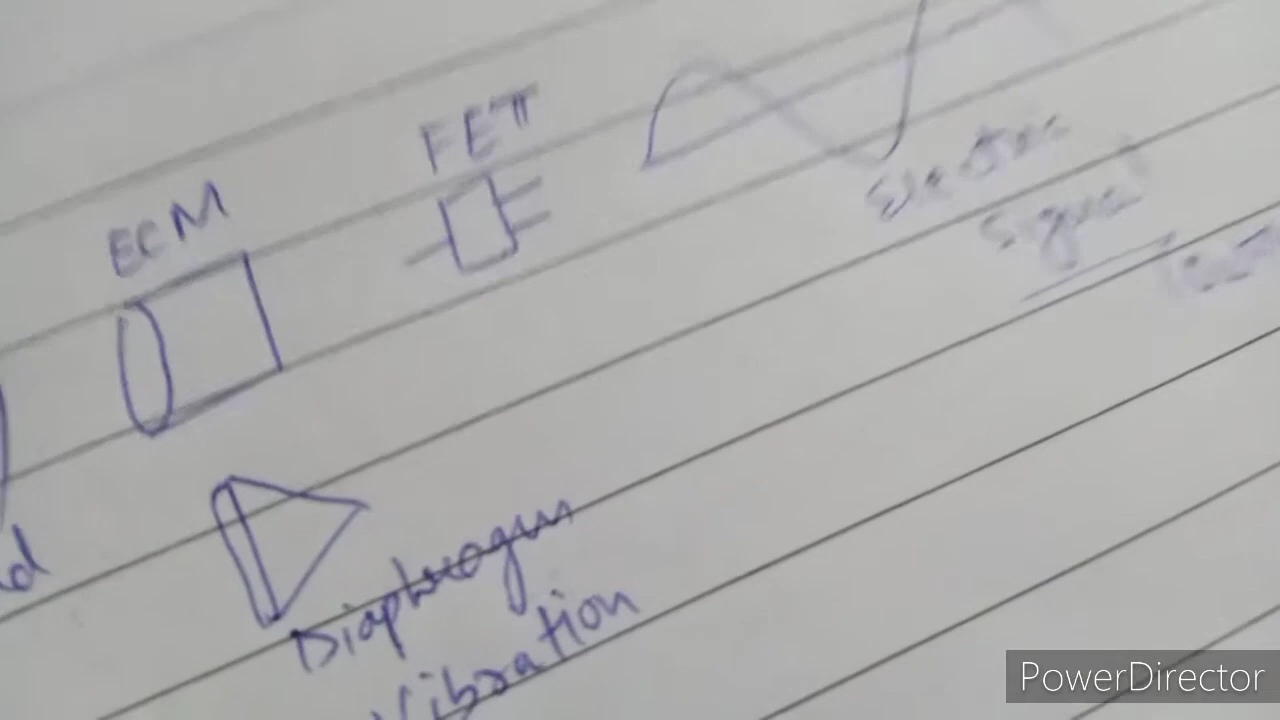 FET
ECM
Electric
Signal
Diaphragm
Vibration
PowerDirector